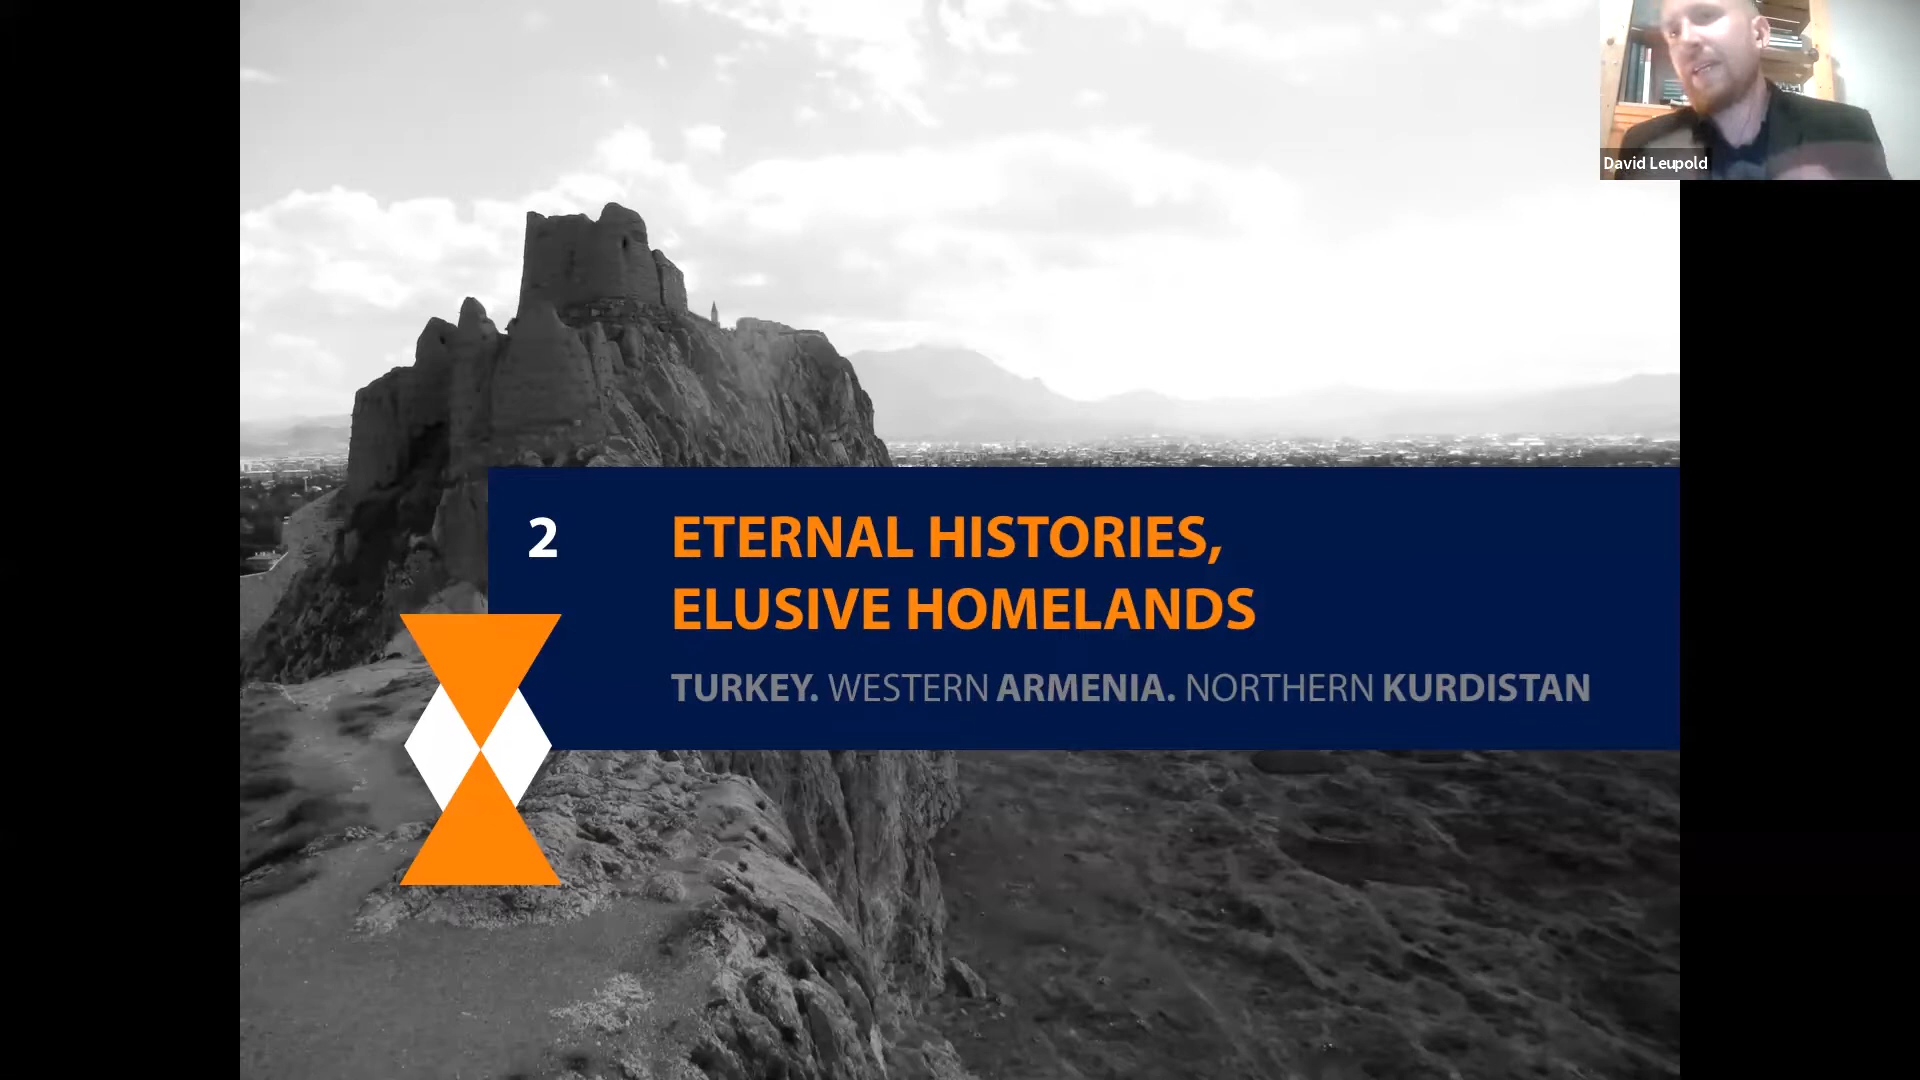 David Leupold
2
ETERNAL HISTORIES,
ELUSIVE HOMELANDS
TURKEY. WESTERN ARMENIA. NORTHERN KURDISTAN